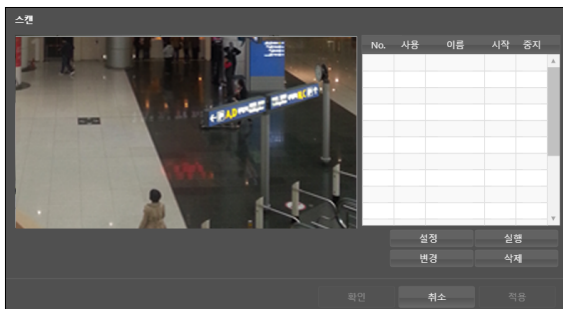 스캔
No. 사용 이름 시작 중지
A,D
C
설정 실행
변경 삭제
확인 취소 적용